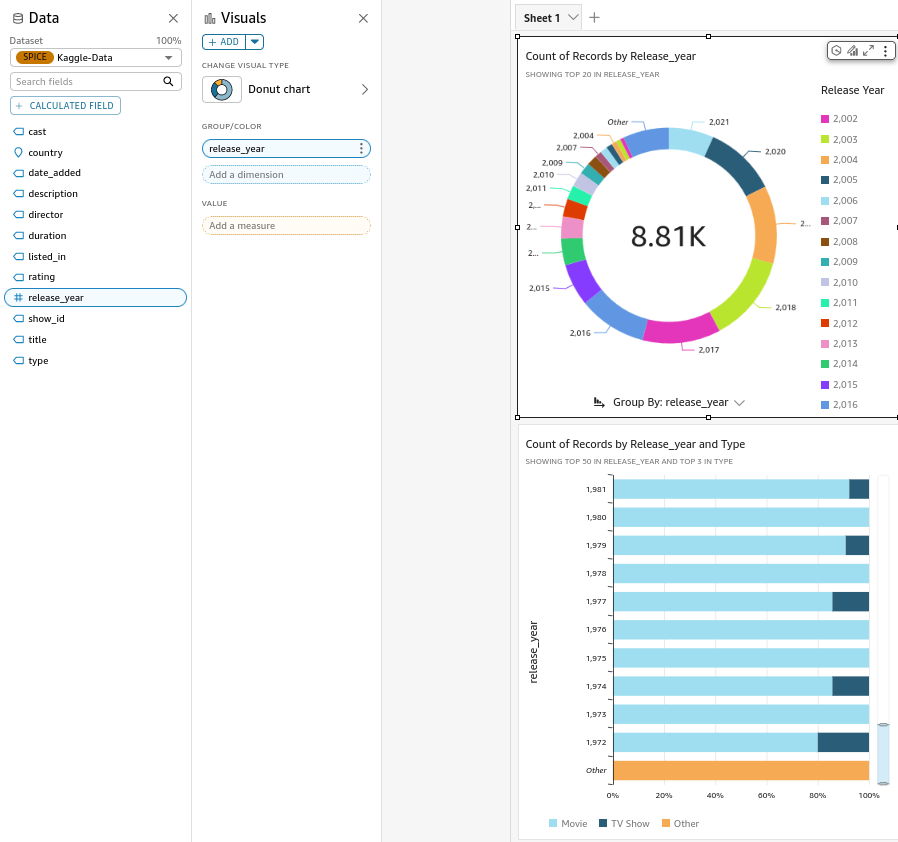 Data
Dataset
100%
SPICE Kaggle-Data
Search fields
+ CALCULATED FIELD
cast
country
date_added
description
director
duration
listed_in
rating
release_year
show_id
title
type
Visuals
+ ADD
CHANGE VISUAL TYPE
Donut chart
GROUP/COLOR
release_year
Add a dimension
VALUE
Add a measure
Sheet 1
Count of Records by Release_year
SHOWING TOP 20 IN RELEASE_YEAR
Other
2,021
2,004
2,020
2,007
2,009
2,010
2,011
2,...
2...
2...
2...
8.81K
2,015
2,018
2,016
2,017
Group By: release_year
Release Year
2,002
2,003
2,004
2,005
2,006
2,007
2,008
2,009
2,010
2,011
2,012
2,013
2,014
2,015
2,016
Count of Records by Release_year and Type
SHOWING TOP 50 IN RELEASE_YEAR AND TOP 3 IN TYPE
release_year
1,981
1,980
1,979
1,978
1,977
1,976
1,975
1,974
1,973
1,972
Other
0% 20% 40% 60% 80% 100%
Movie TV Show Other